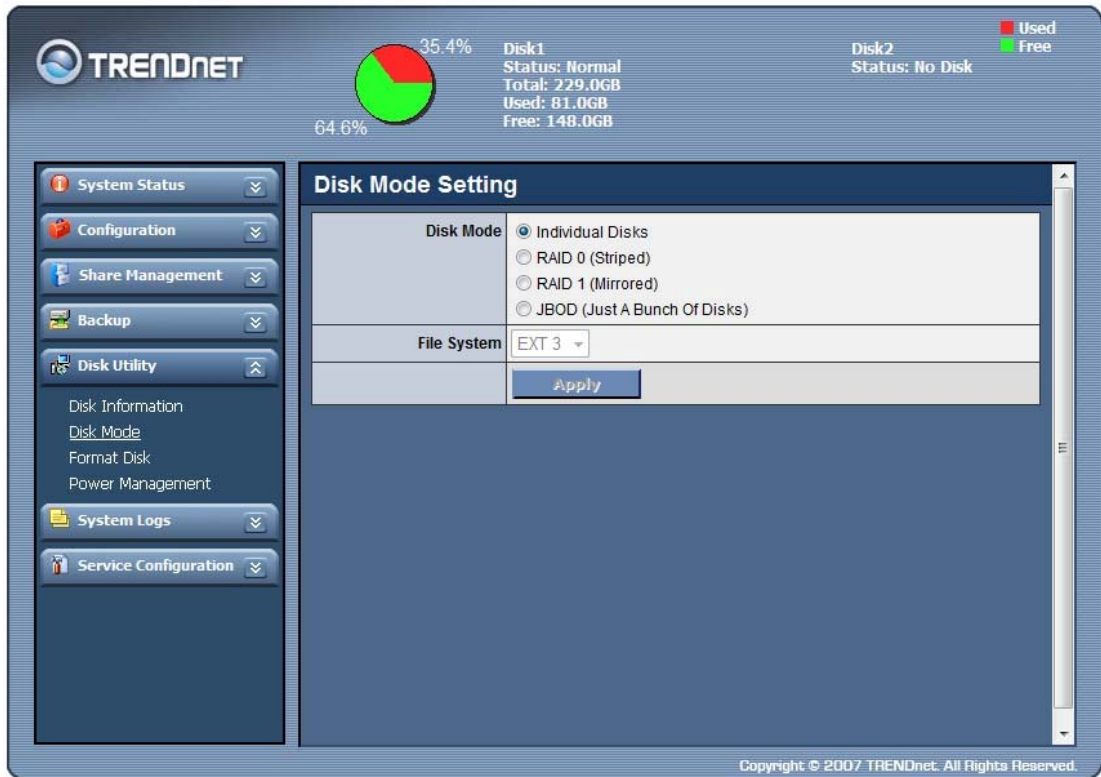 TRENDNET
35.4%
64.6%
Disk1
Status: Normal
Total: 229.0GB
Used: 81.0GB
Free: 148.0GB
Disk2
Status: No Disk
Used
Free
System Status
Configuration
Share Management
Backup
Disk Utility
Disk Information
Disk Mode
Format Disk
Power Management
System Logs
Service Configuration
Disk Mode Setting
Disk Mode
Individual Disks
RAID 0 (Striped)
RAID 1 (Mirrored)
JBOD (Just A Bunch Of Disks)
File System
EXT 3
Apply
Copyright © 2007 TRENDnet. All Rights Reserved.